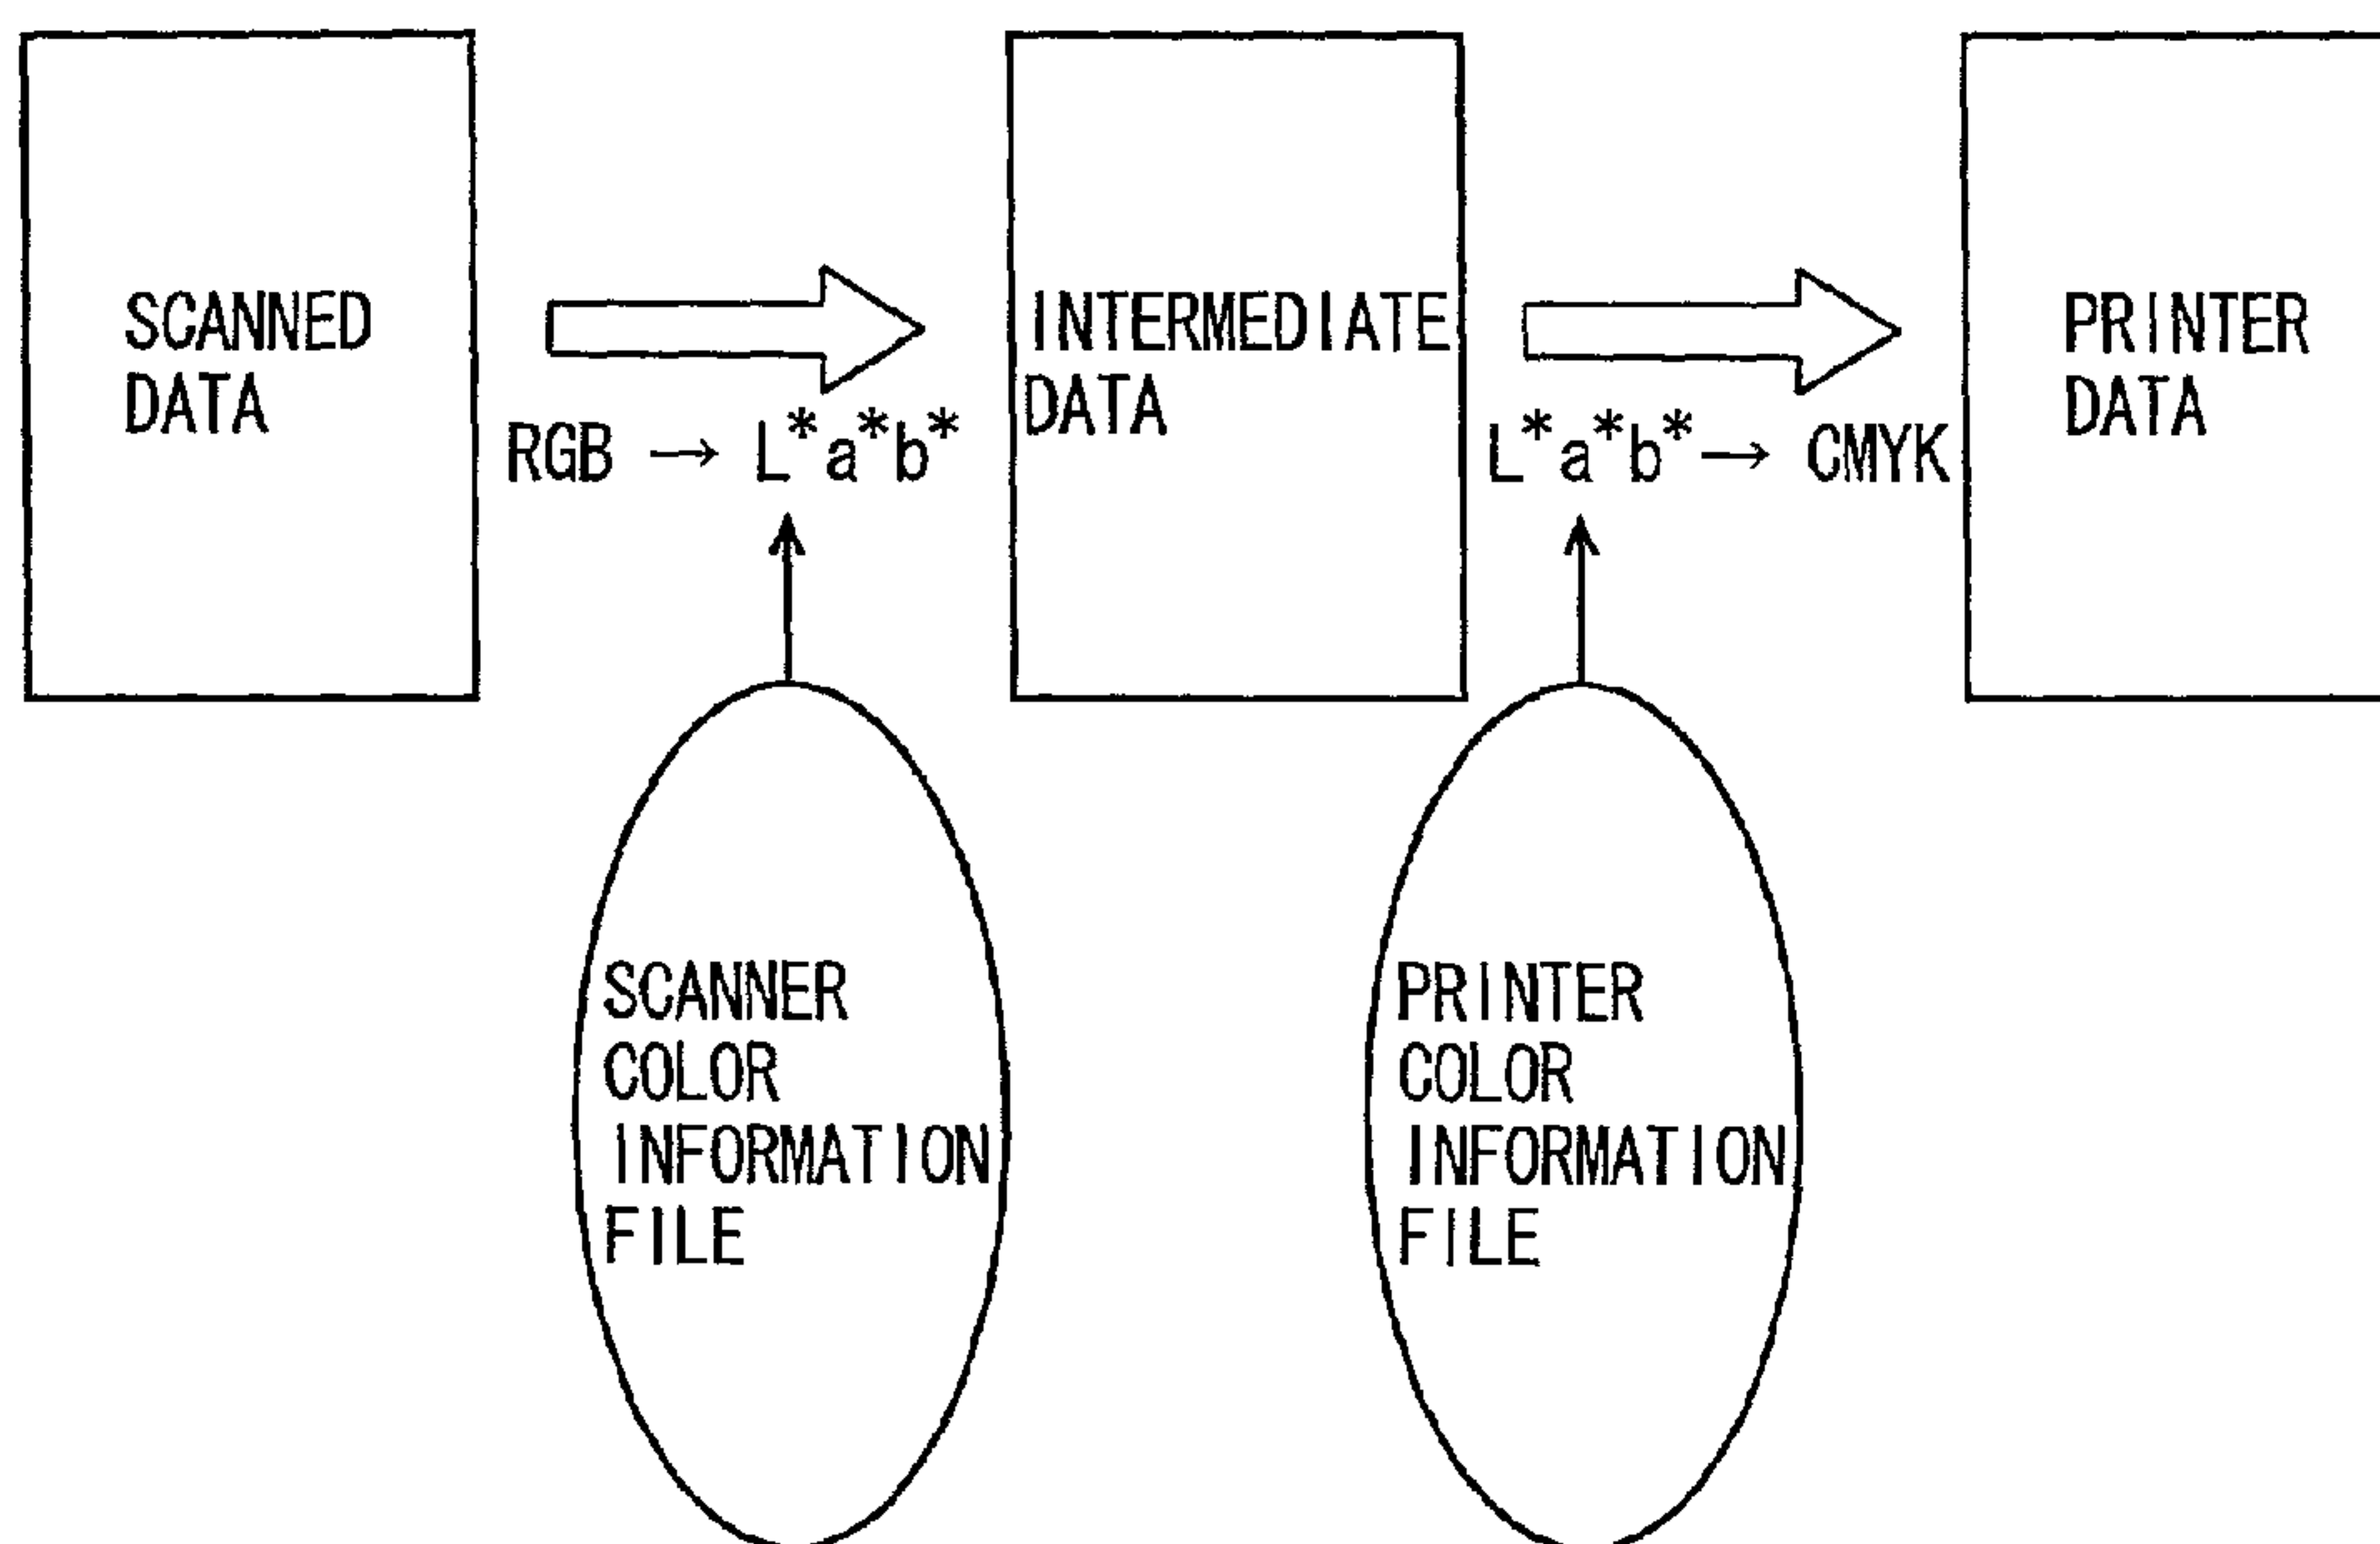 SCANNED
DATA
RGB → L*a*b*
INTERMEDIATE
DATA
L*a*b* → CMYK
PRINTER
DATA
SCANNER
COLOR
INFORMATION
FILE
PRINTER
COLOR
INFORMATION
FILE